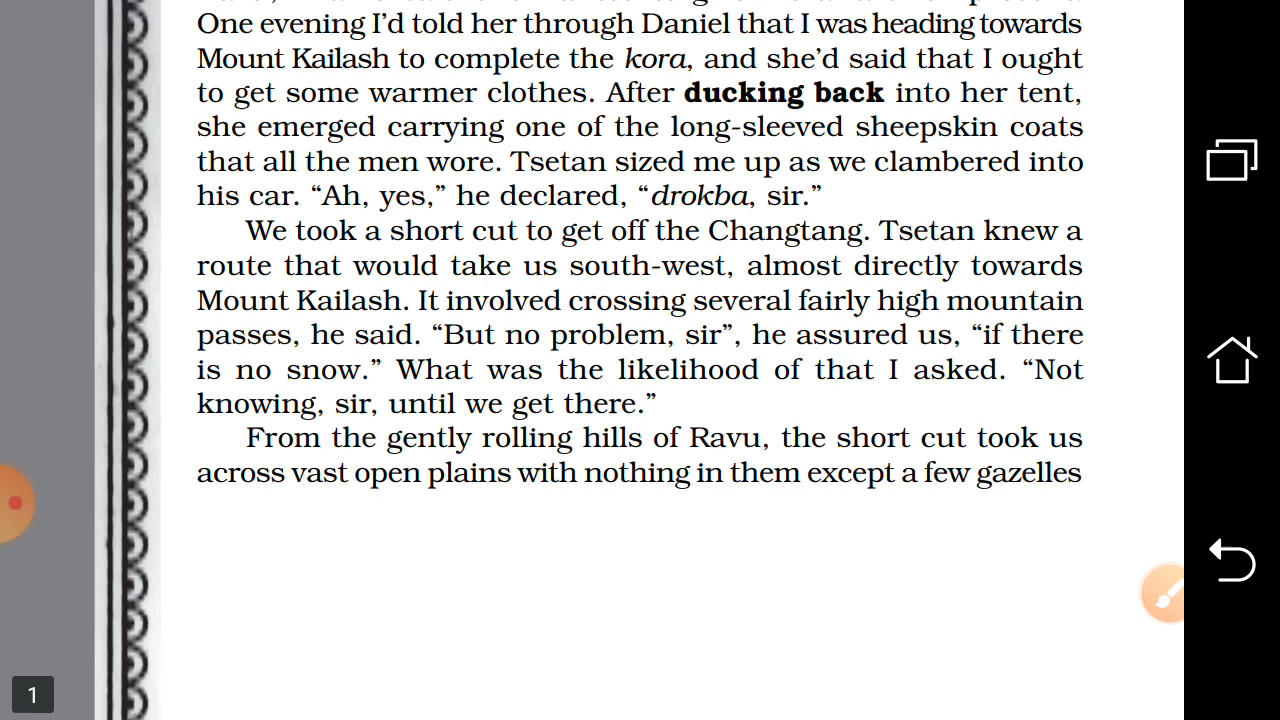 One evening I’d told her through Daniel that I was heading towards
Mount Kailash to complete the kora, and she’d said that I ought
to get some warmer clothes. After ducking back into her tent,
she emerged carrying one of the long-sleeved sheepskin coats
that all the men wore. Tsetan sized me up as we clambered into
his car. “Ah, yes,” he declared, “drokba, sir.”
We took a short cut to get off the Changtang. Tsetan knew a
route that would take us south-west, almost directly towards
Mount Kailash. It involved crossing several fairly high mountain
passes, he said. “But no problem, sir”, he assured us, “if there
is no snow.” What was the likelihood of that I asked. “Not
knowing, sir, until we get there.”
From the gently rolling hills of Ravu, the short cut took us
across vast open plains with nothing in them except a few gazelles
1